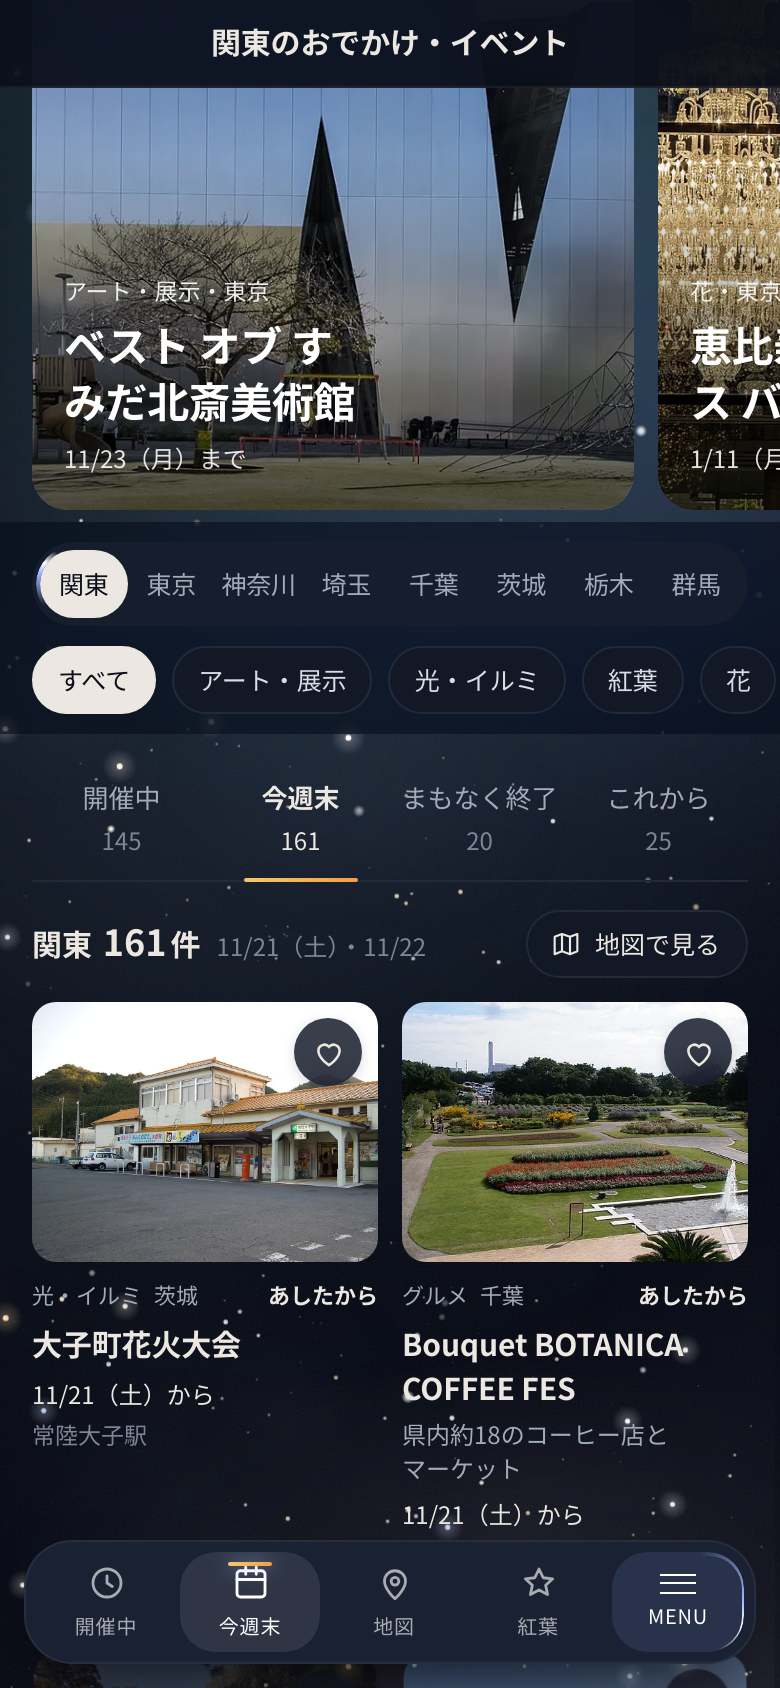 関東のおでかけ・イベント
アート・展示・東京
ベスト オブ す
みだ北斎美術館
11/23（月）まで
花・東京
恵比
ス バ
1/11（月
関東
東京
神奈川
埼玉
千葉
茨城
栃木
群馬
すべて
アート・展示
光・イルミ
紅葉
花
開催中
145
今週末
161
まもなく終了
20
これから
25
関東 161件 11/21（土）・11/22
地図で見る
光・イルミ 茨城 あしたから
大子町花火大会
11/21（土）から
常陸大子駅
グルメ 千葉 あしたから
Bouquet BOTANICA
COFFEE FES
県内約18のコーヒー店と
マーケット
11/21（土）から
開催中
今週末
地図
紅葉
MENU